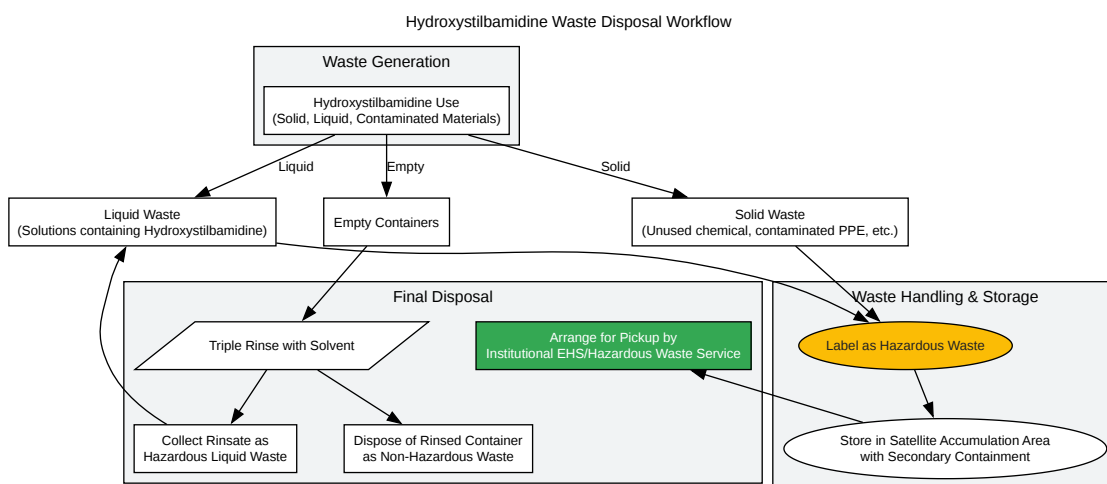 Hydroxystilbamidine Waste Disposal Workflow
Waste Generation
Hydroxystilbamidine Use
(Solid, Liquid, Contaminated Materials)
Liquid
Empty
Solid
Liquid Waste
(Solutions containing Hydroxystilbamidine)
Empty Containers
Solid Waste
(Unused chemical, contaminated PPE, etc.)
Final Disposal
Waste Handling & Storage
Triple Rinse with Solvent
Arrange for Pickup by
Institutional EHS/Hazardous Waste Service
Label as Hazardous Waste
Collect Rinsate as
Hazardous Liquid Waste
Dispose of Rinsed Container
as Non-Hazardous Waste
Store in Satellite Accumulation Area
with Secondary Containment